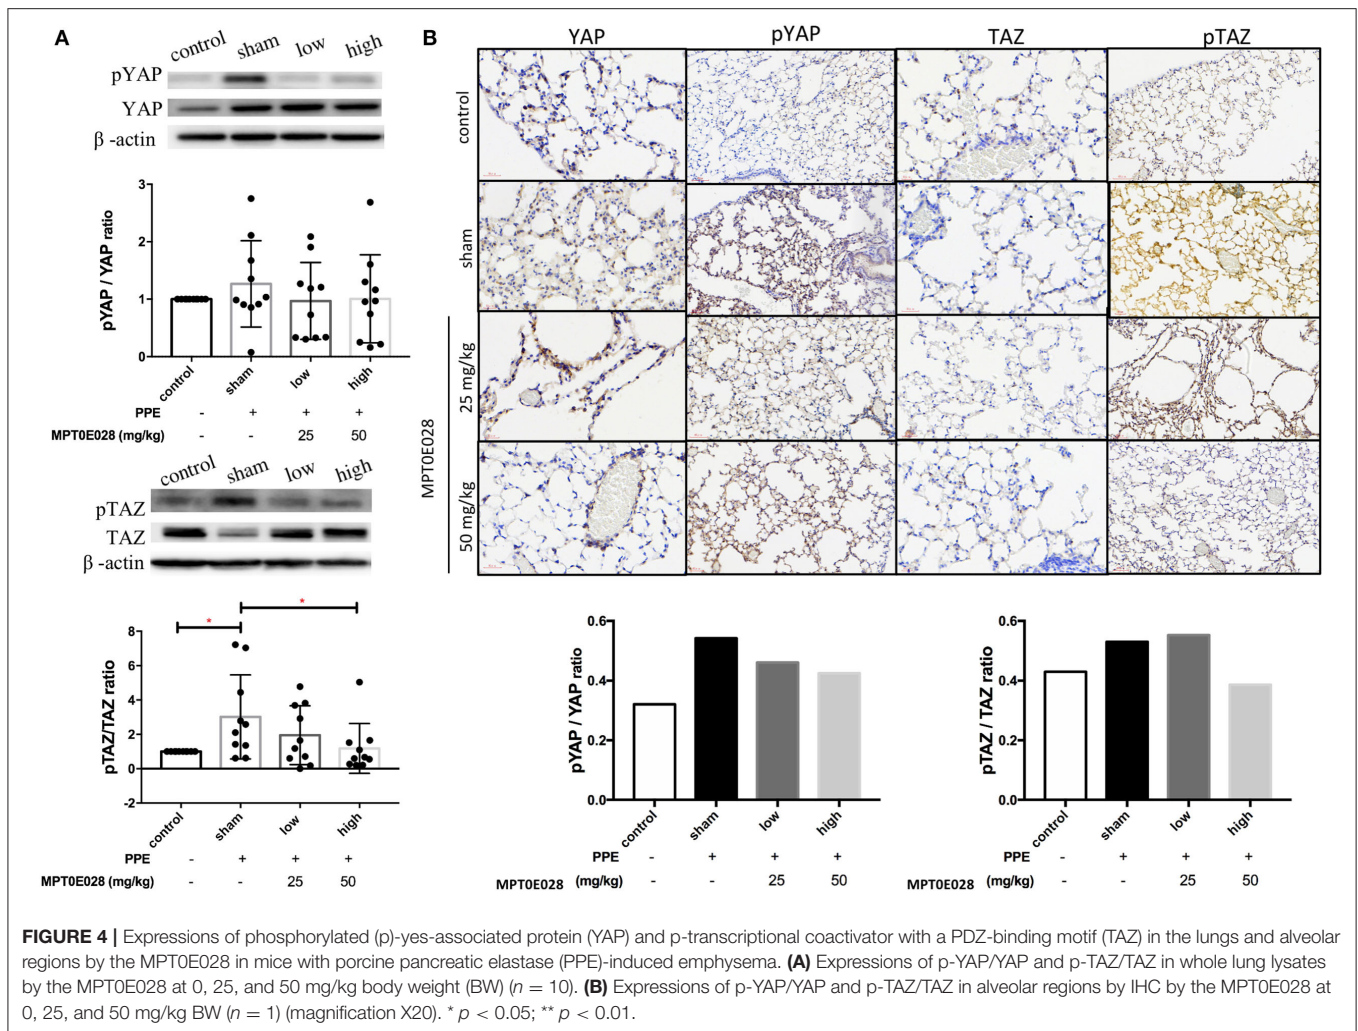 A
control sham low high
pYAP
YAP
β -actin
pYAP / YAP ratio
3
2
1
0
control sham low high
PPE - + + +
MPT0E028 (mg/kg) - - 25 50
control sham low high
pTAZ
TAZ
β -actin
* *
pTAZ/TAZ ratio
8
6
4
2
0
-2
control sham low high
PPE - + + +
MPT0E028 (mg/kg) - - 25 50
B
YAP pYAP TAZ pTAZ
control
sham
MPT0E028
25 mg/kg
50 mg/kg
pYAP / YAP ratio
0.6
0.4
0.2
0.0
control sham low high
PPE - + + +
MPT0E028 (mg/kg) - - 25 50
pTAZ / TAZ ratio
0.6
0.4
0.2
0.0
control sham low high
PPE - + + +
MPT0E028 (mg/kg) - - 25 50
FIGURE 4 | Expressions of phosphorylated (p)-yes-associated protein (YAP) and p-transcriptional coactivator with a PDZ-binding motif (TAZ) in the lungs and alveolar
regions by the MPT0E028 in mice with porcine pancreatic elastase (PPE)-induced emphysema. (A) Expressions of p-YAP/YAP and p-TAZ/TAZ in whole lung lysates
by the MPT0E028 at 0, 25, and 50 mg/kg body weight (BW) (n = 10). (B) Expressions of p-YAP/YAP and p-TAZ/TAZ in alveolar regions by IHC by the MPT0E028 at
0, 25, and 50 mg/kg BW (n = 1) (magnification X20). * p < 0.05; ** p < 0.01.